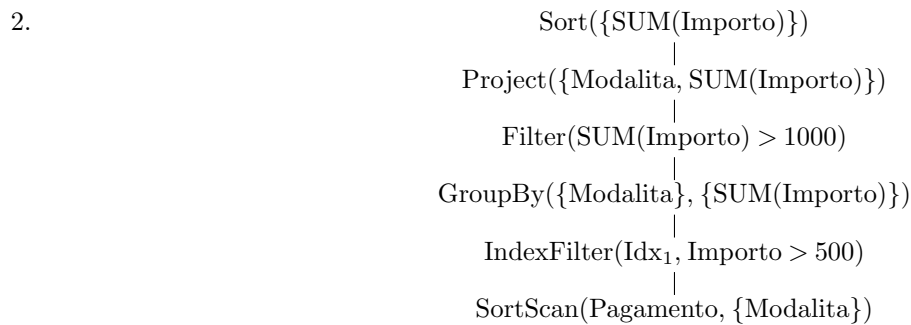 2.
Sort({SUM(Importo)})
Project({Modalita, SUM(Importo)})
Filter(SUM(Importo) > 1000)
GroupBy({Modalita}, {SUM(Importo)})
IndexFilter(Idx₁, Importo > 500)
SortScan(Pagamento, {Modalita})